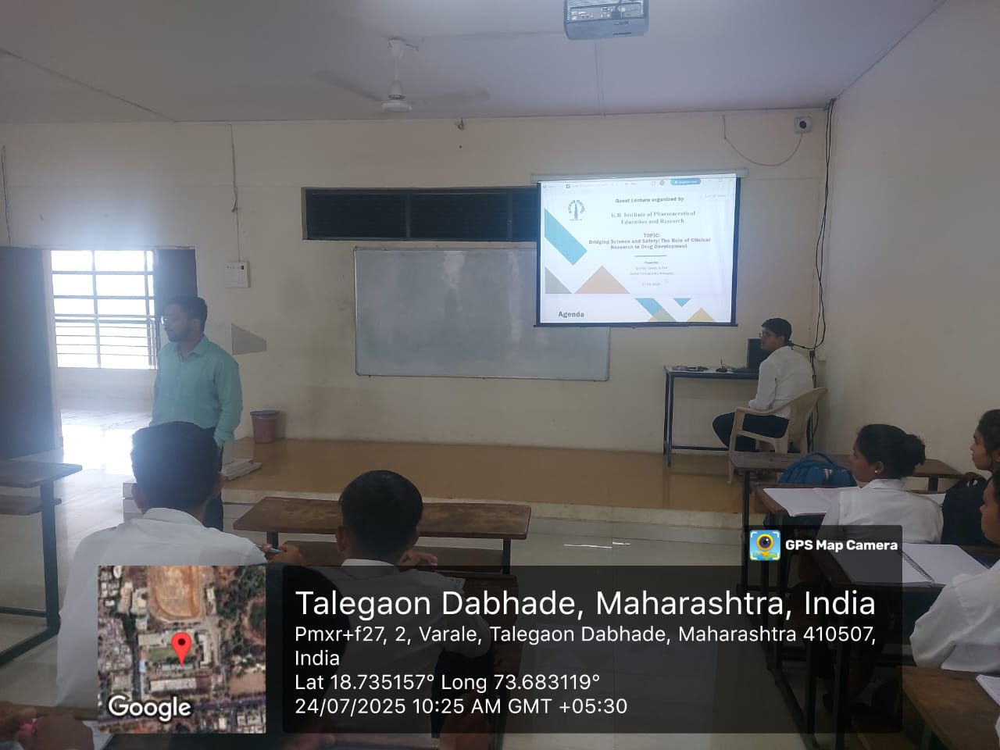 Guest Lecture organized by
K.B. Institute of Pharmaceutical
Education and Research
TOPIC:
Bridging Science and Safety: The Role of Clinical
Research in Drug Development
Agenda
GPS Map Camera
Talegaon Dabhade, Maharashtra, India
Pmxr+f27, 2, Varale, Talegaon Dabhade, Maharashtra 410507,
India
Lat 18.735157° Long 73.683119°
24/07/2025 10:25 AM GMT +05:30
Google